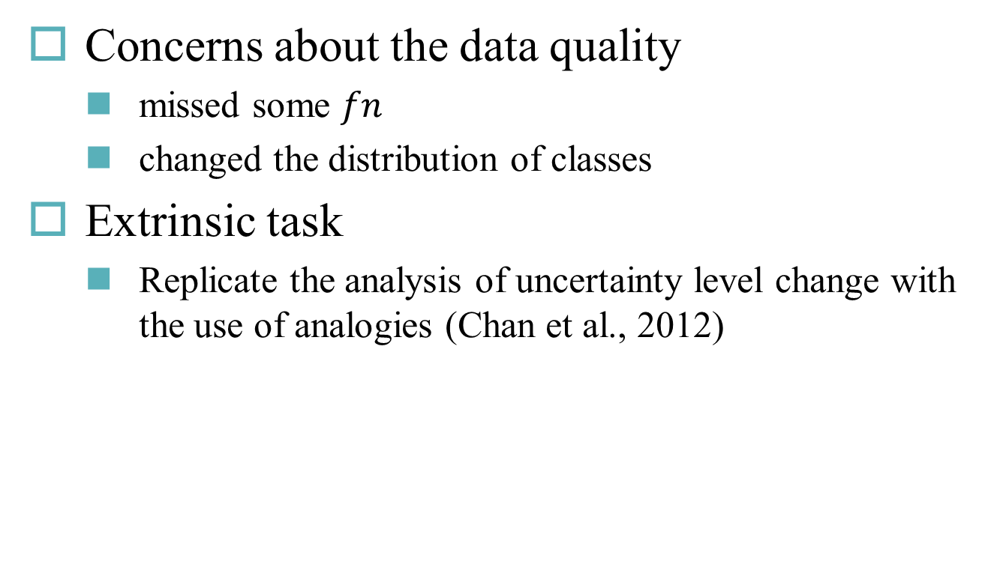 Concerns about the data quality
missed some fn
changed the distribution of classes
Extrinsic task
Replicate the analysis of uncertainty level change with
the use of analogies (Chan et al., 2012)